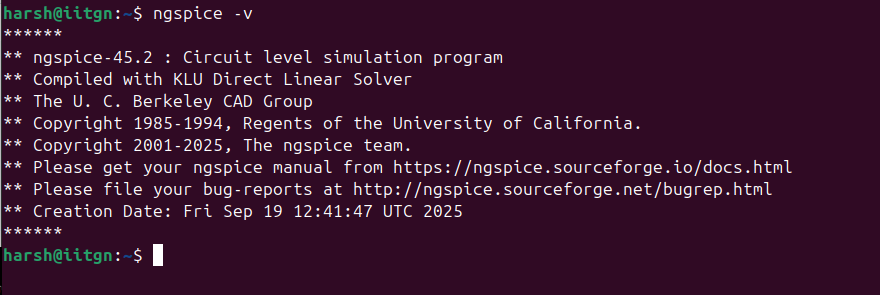 harsh@iitgn:~$ ngspice -v
******
** ngspice-45.2 : Circuit level simulation program
** Compiled with KLU Direct Linear Solver
** The U. C. Berkeley CAD Group
** Copyright 1985-1994, Regents of the University of California.
** Copyright 2001-2025, The ngspice team.
** Please get your ngspice manual from https://ngspice.sourceforge.io/docs.html
** Please file your bug-reports at http://ngspice.sourceforge.net/bugrep.html
** Creation Date: Fri Sep 19 12:41:47 UTC 2025
******
harsh@iitgn:~$